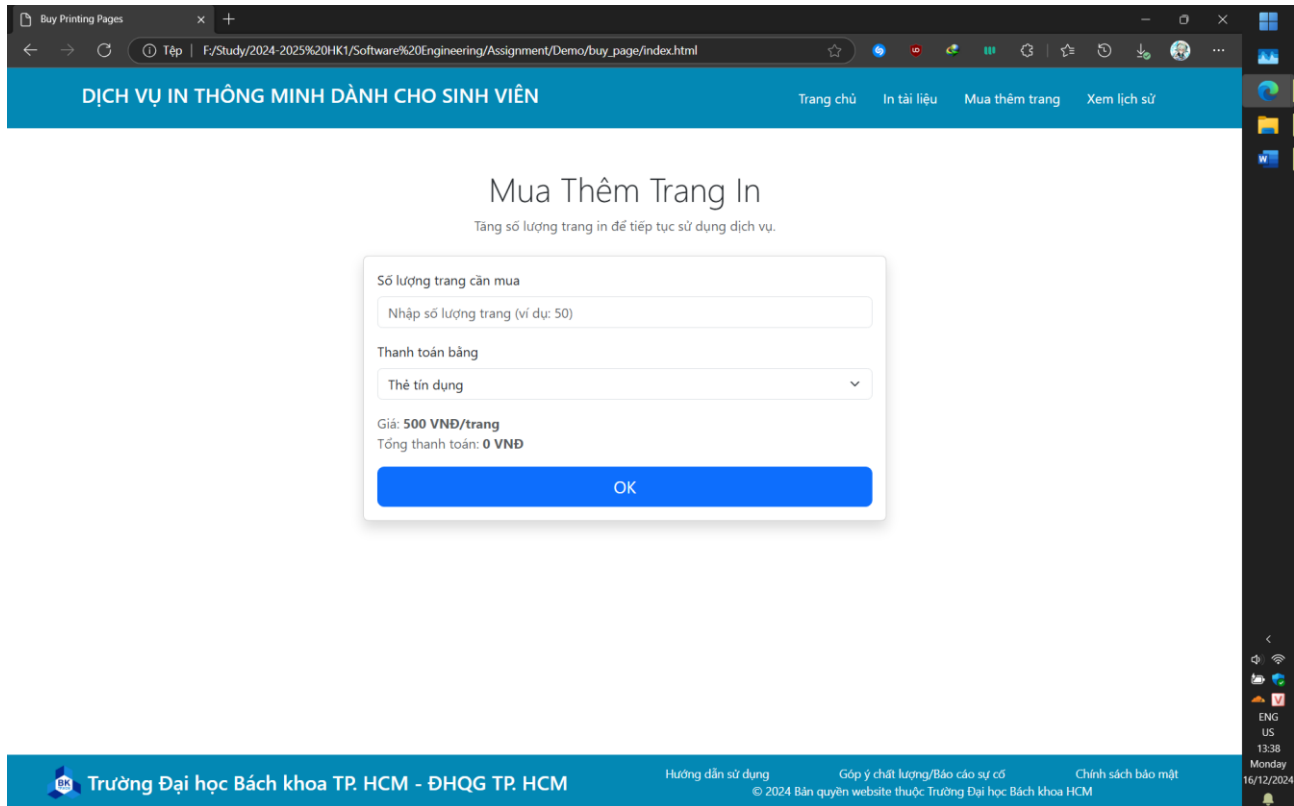 Buy Printing Pages
Tệp
F:/Study/2024-2025%20HK1/Software%20Engineering/Assignment/Demo/buy_page/index.html
DỊCH VỤ IN THÔNG MINH DÀNH CHO SINH VIÊN
Trang chủ In tài liệu Mua thêm trang Xem lịch sử
Mua Thêm Trang In
Tăng số lượng trang in để tiếp tục sử dụng dịch vụ.
Số lượng trang cần mua
Nhập số lượng trang (ví dụ: 50)
Thanh toán bằng
Thẻ tín dụng
Giá: 500 VNĐ/trang
Tổng thanh toán: 0 VNĐ
OK
BK
Trường Đại học Bách khoa TP. HCM - ĐHQG TP. HCM
Hướng dẫn sử dụng Góp ý chất lượng/Báo cáo sự cố Chính sách bảo mật
© 2024 Bản quyền website thuộc Trường Đại học Bách khoa HCM
ENG
US
13:38
Monday
16/12/2024